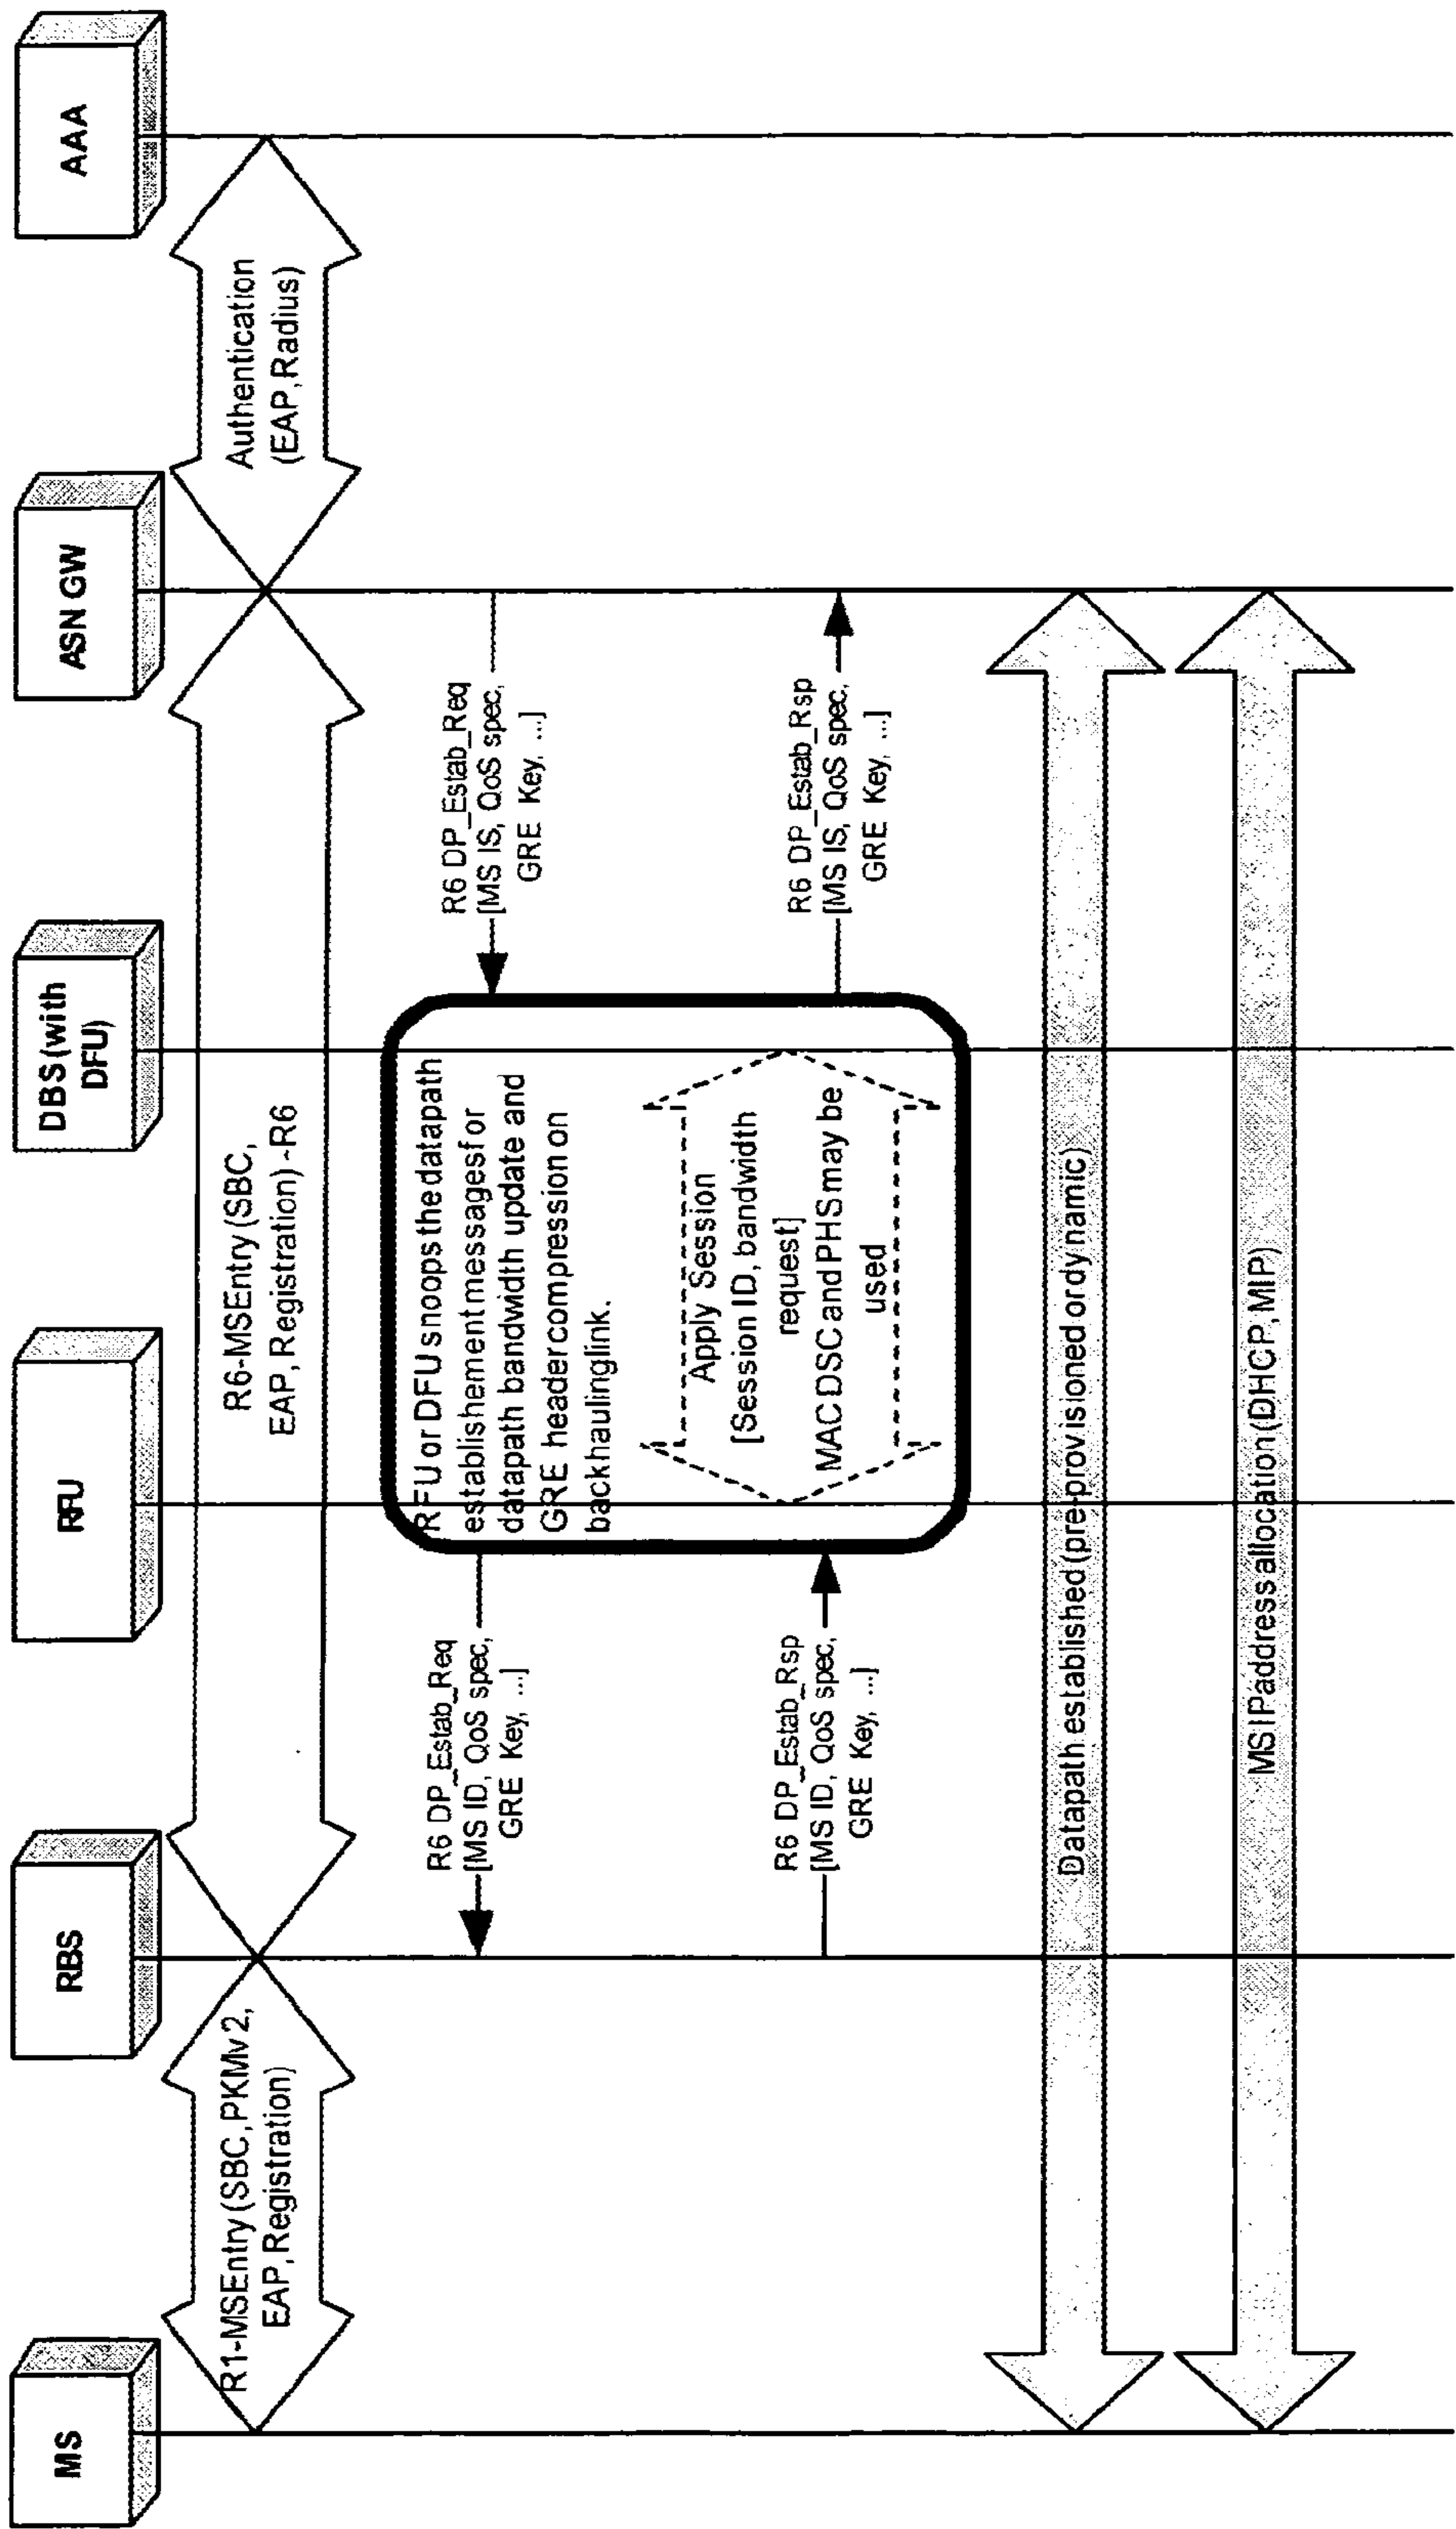 MS
RBS
RFU
DBS (with
DFU)
ASN GW
AAA
R1-MSEntry (SBC, PKMv2,
EAP, Registration)
R6-MSEntry (SBC,
EAP, Registration) -R6
Authentication
(EAP, Radius)
R6 DP_Estab_Req
[MS ID, QoS spec,
GRE Key, ...]
RFU or DFU snoops the datapath
establishement messages for
datapath bandwidth update and
GRE header compression on
backhauling link.
R6 DP_Estab_Req
[MS IS, QoS spec,
GRE Key, ...]
Apply Session
[Session ID, bandwidth
request]
MAC DSC and PHS may be
used
R6 DP_Estab_Rsp
[MS ID, QoS spec,
GRE Key, ...]
R6 DP_Estab_Rsp
[MS IS, QoS spec,
GRE Key, ...]
Datapath established (pre-provisioned or dynamic)
MS IP address allocation (DHCP, MIP)